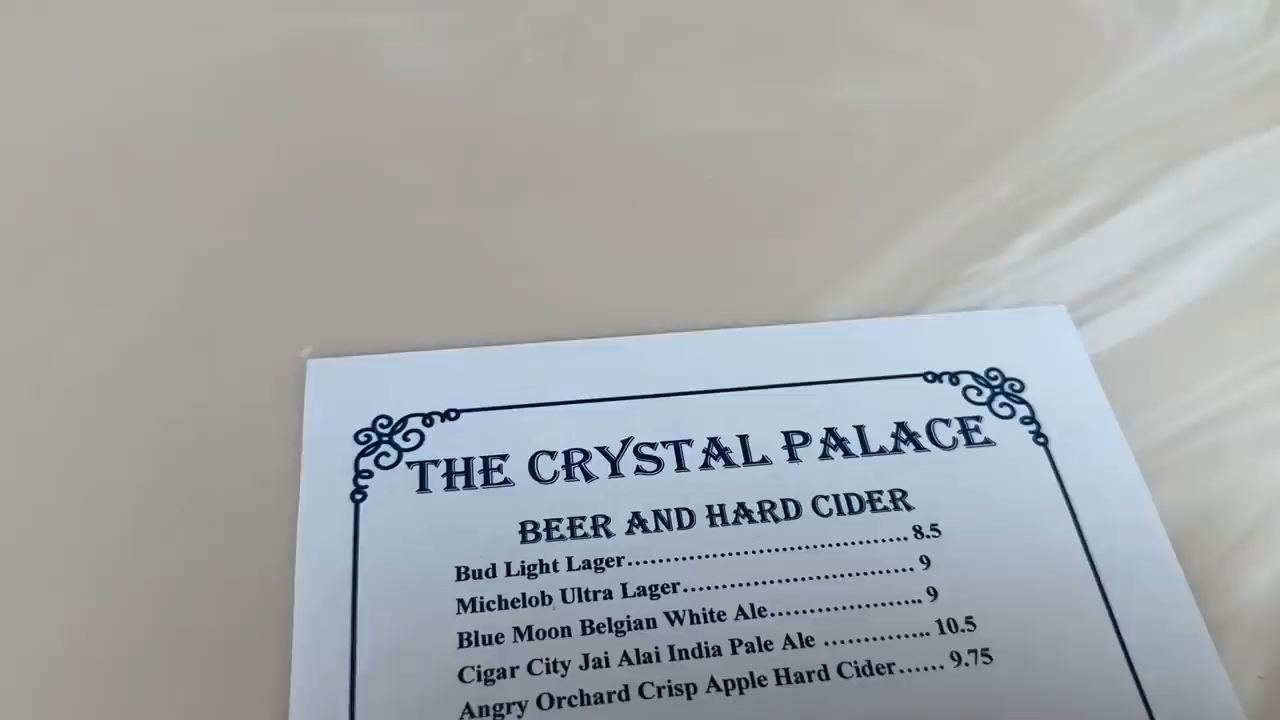 THE CRYSTAL PALACE
BEER AND HARD CIDER
Bud Light Lager........................................ 8.5
Michelob Ultra Lager................................. 9
Blue Moon Belgian White Ale..................... 9
Cigar City Jai Alai India Pale Ale .............. 10.5
Angry Orchard Crisp Apple Hard Cider...... 9.75